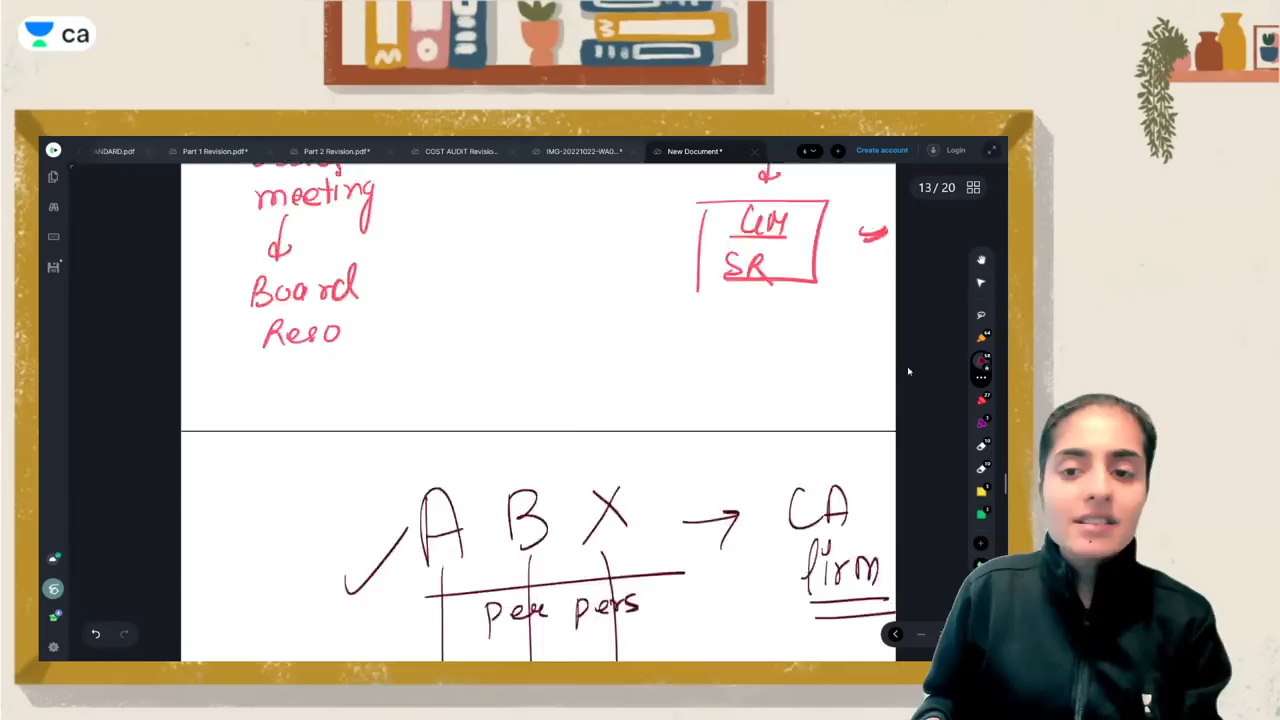 ca
ANDARD.pdf
Part 1 Revision.pdf*
Part 2 Revision.pdf*
COST AUDIT Revisio...
IMG-20221022-WA0...*
New Document*
Create account
Login
13 / 20
meeting
GM
SR
Board
Reso
A B X → CA
firm
per pers